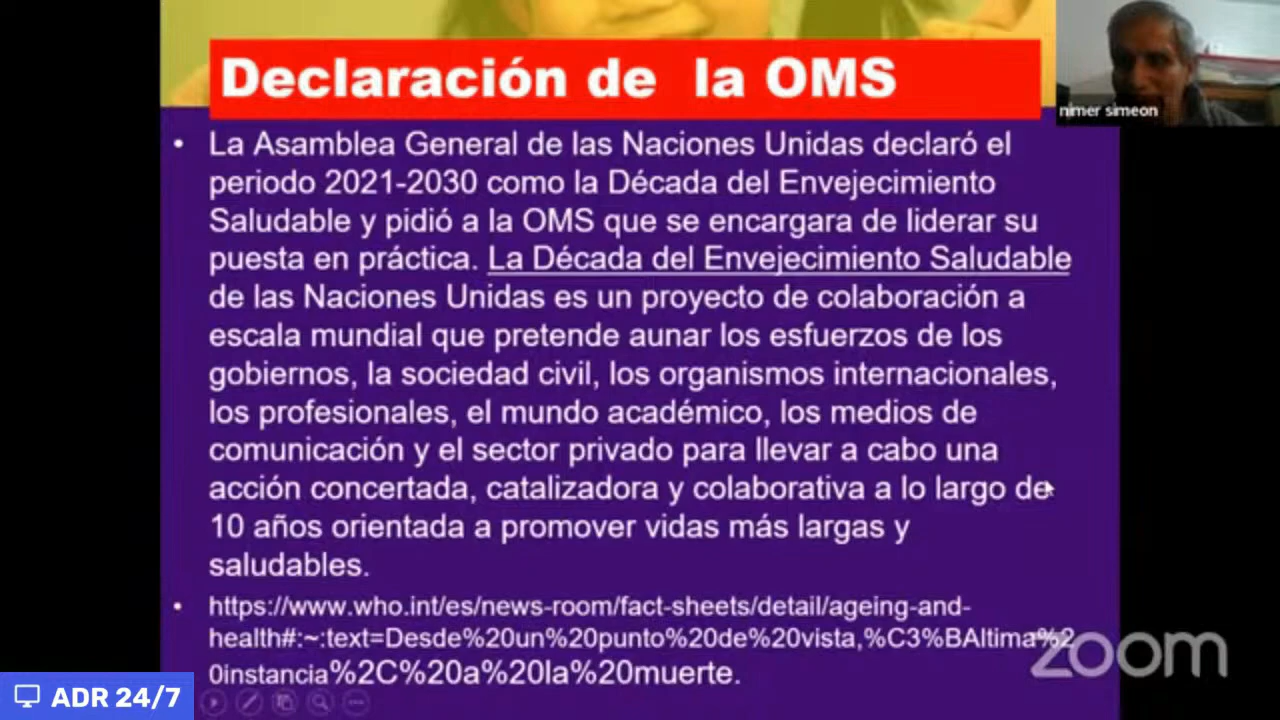 Declaración de la OMS
nimer simeon
• La Asamblea General de las Naciones Unidas declaró el
periodo 2021-2030 como la Década del Envejecimiento
Saludable y pidió a la OMS que se encargara de liderar su
puesta en práctica. La Década del Envejecimiento Saludable
de las Naciones Unidas es un proyecto de colaboración a
escala mundial que pretende aunar los esfuerzos de los
gobiernos, la sociedad civil, los organismos internacionales,
los profesionales, el mundo académico, los medios de
comunicación y el sector privado para llevar a cabo una
acción concertada, catalizadora y colaborativa a lo largo de
10 años orientada a promover vidas más largas y
saludables.
• https://www.who.int/es/news-room/fact-sheets/detail/ageing-and-
health#:~:text=Desde%20un%20punto%20de%20vista,%C3%BAltima%2
0instancia%2C%20a%20la%20muerte.
zoom
ADR 24/7